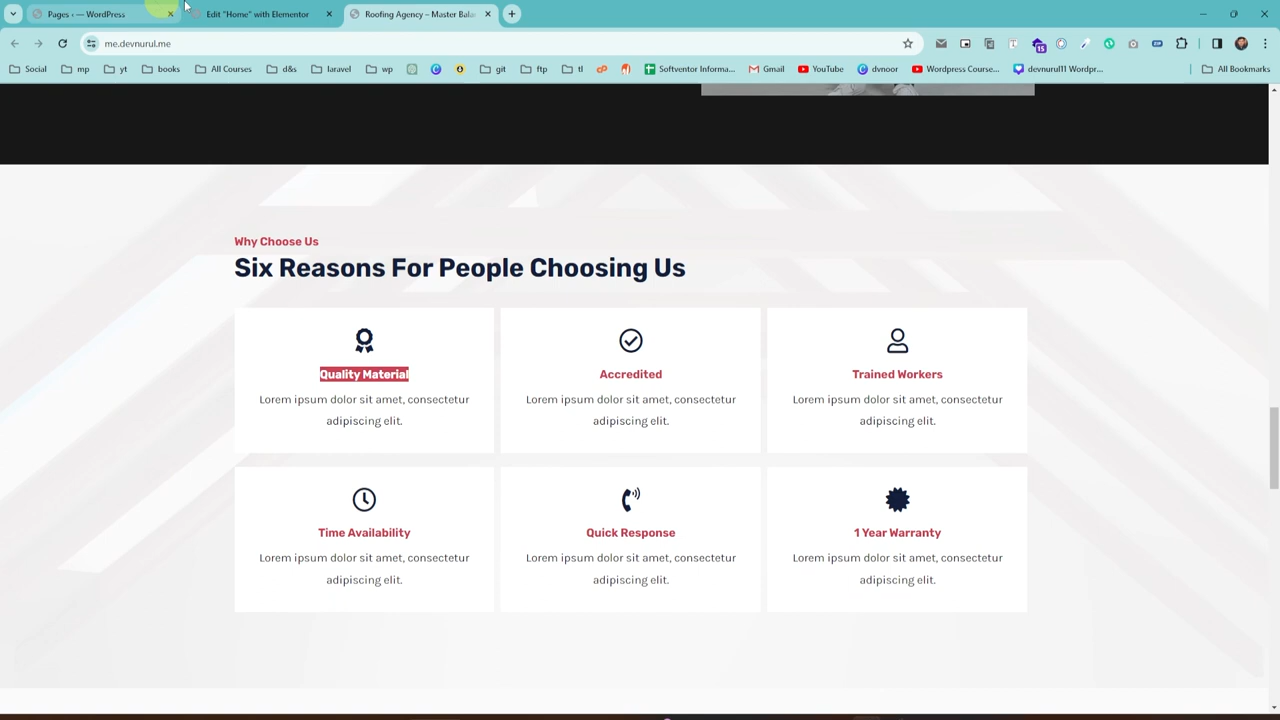 Pages ‹ — WordPress
Edit "Home" with Elementor
Roofing Agency – Master Bala
me.devnurul.me
15
Social
mp
yt
books
All Courses
d&s
laravel
wp
git
ftp
tl
Softventor Informa...
Gmail
YouTube
dvnoor
Wordpress Course...
devnurul11 Wordpr...
All Bookmarks
Why Choose Us
Six Reasons For People Choosing Us
Quality Material
Lorem ipsum dolor sit amet, consectetur
adipiscing elit.
Accredited
Lorem ipsum dolor sit amet, consectetur
adipiscing elit.
Trained Workers
Lorem ipsum dolor sit amet, consectetur
adipiscing elit.
Time Availability
Lorem ipsum dolor sit amet, consectetur
adipiscing elit.
Quick Response
Lorem ipsum dolor sit amet, consectetur
adipiscing elit.
1 Year Warranty
Lorem ipsum dolor sit amet, consectetur
adipiscing elit.